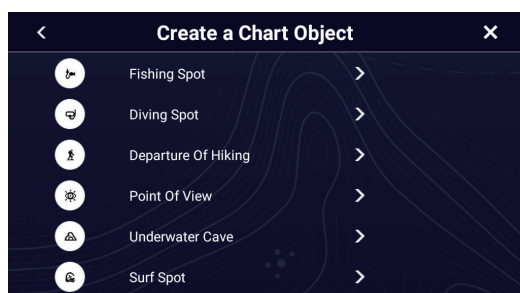 Create a Chart Object
Fishing Spot
Diving Spot
Departure Of Hiking
Point Of View
Underwater Cave
Surf Spot